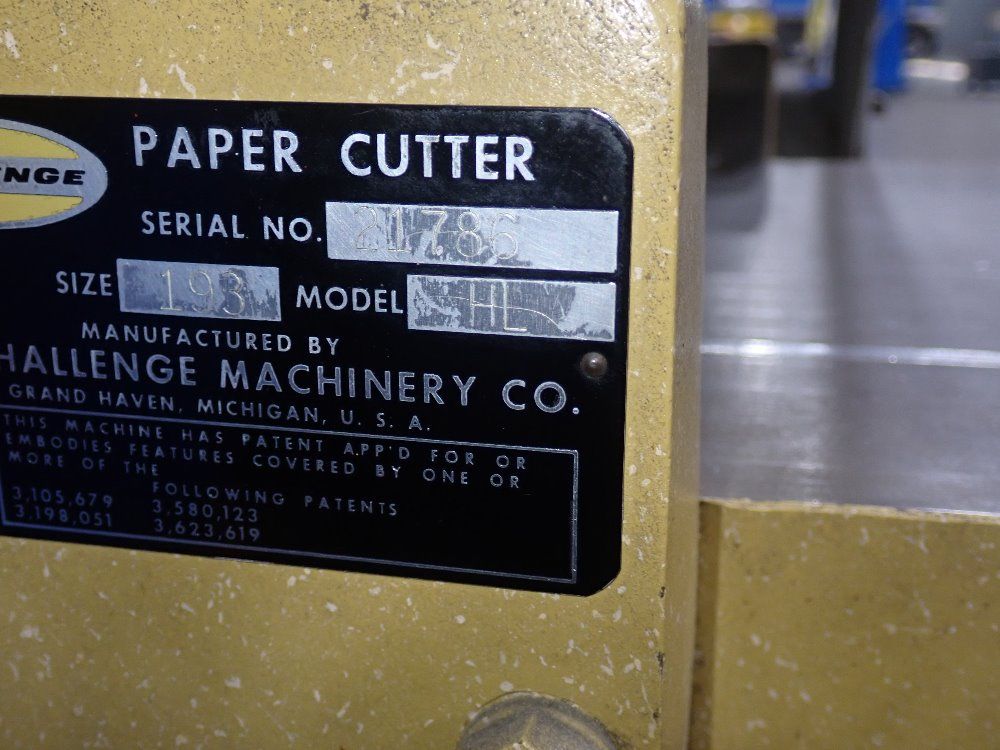 ENGE
PAPER CUTTER
SERIAL NO. 21786
SIZE 193 MODEL HL
MANUFACTURED BY
HALLENGE MACHINERY CO.
GRAND HAVEN, MICHIGAN, U. S. A.
THIS MACHINE HAS PATENT APP'D FOR OR
EMBODIES FEATURES COVERED BY ONE OR
MORE OF THE
FOLLOWING PATENTS
3,105,679 3,580,123
3,198,051 3,623,619